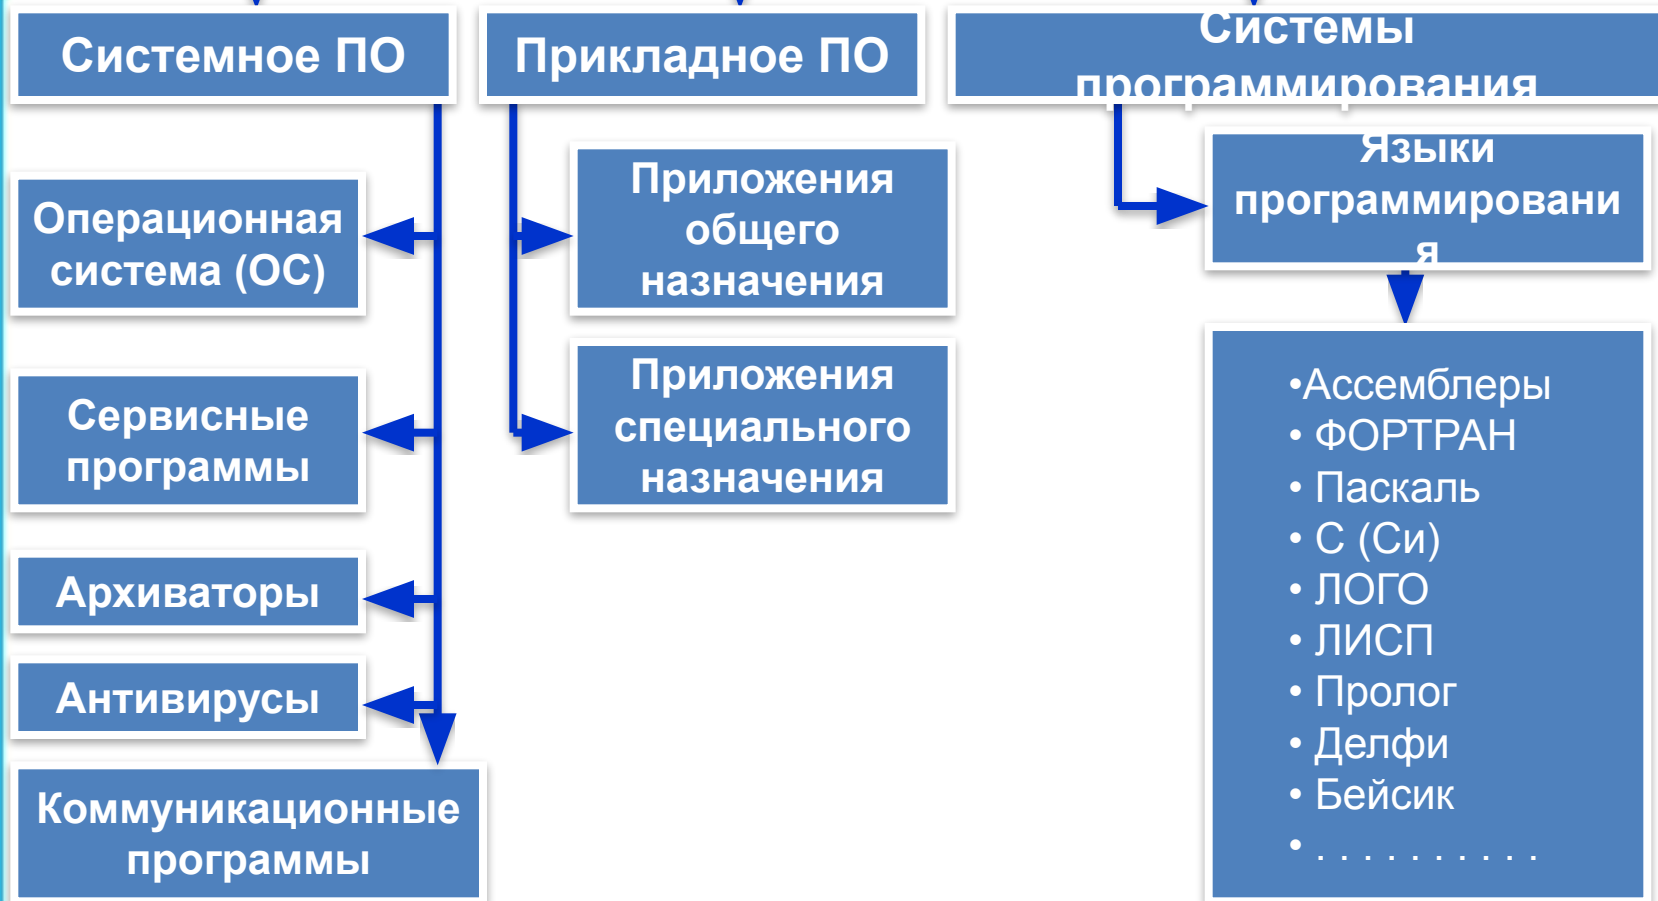 Системное ПО
Прикладное ПО
Системы
программирования
Операционная
система (ОС)
Сервисные
программы
Архиваторы
Антивирусы
Коммуникационные
программы
Приложения
общего
назначения
Приложения
специального
назначения
Языки
программировани
я
•Ассемблеры
• ФОРТРАН
• Паскаль
• С (Си)
• ЛОГО
• ЛИСП
• Пролог
• Делфи
• Бейсик
• . . . . . . . . . .